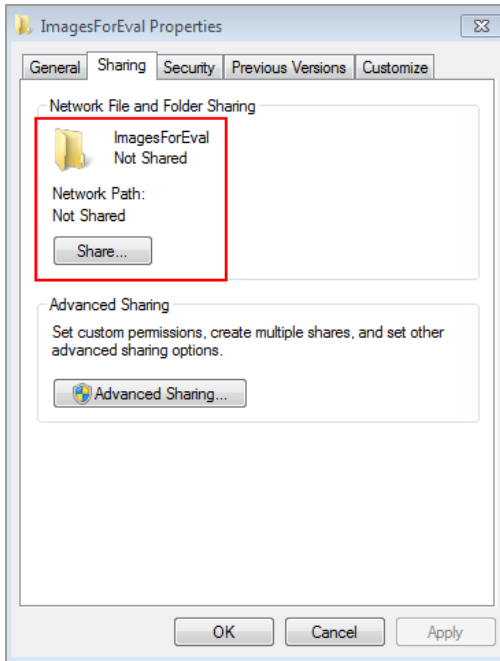 ImagesForEval Properties
General
Sharing
Security
Previous Versions
Customize
Network File and Folder Sharing
ImagesForEval
Not Shared
Network Path:
Not Shared
Share...
Advanced Sharing
Set custom permissions, create multiple shares, and set other
advanced sharing options.
Advanced Sharing...
OK
Cancel
Apply